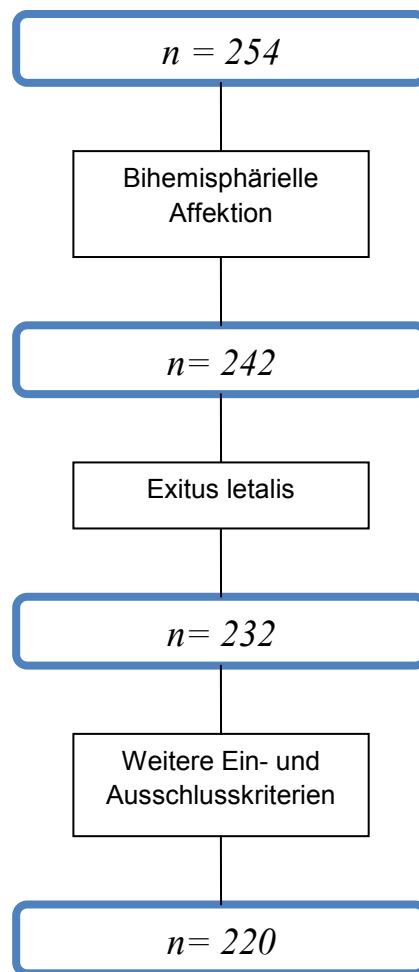 n = 254
Bihemisphärielle
Affektion
n= 242
Exitus letalis
n= 232
Weitere Ein- und
Ausschlusskriterien
n= 220